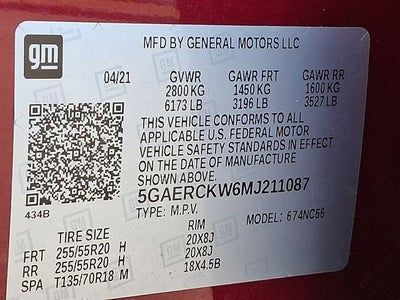 gm
MFD BY GENERAL MOTORS LLC
04/21 GVWR GAWR FRT GAWR RR
2800 KG 1450 KG 1600 KG
6173 LB 3196 LB 3527 LB
THIS VEHICLE CONFORMS TO ALL
APPLICABLE U.S. FEDERAL MOTOR
VEHICLE SAFETY STANDARDS IN EFFECT
ON THE DATE OF MANUFACTURE
SHOWN ABOVE.
5GAERCKW6MJ211087
434B
TYPE: M.P.V. MODEL: 674NC56
TIRE SIZE RIM
FRT 255/55R20 H 20X8J
RR 255/55R20 H 20X8J
SPA T135/70R18 M 18X4.5B